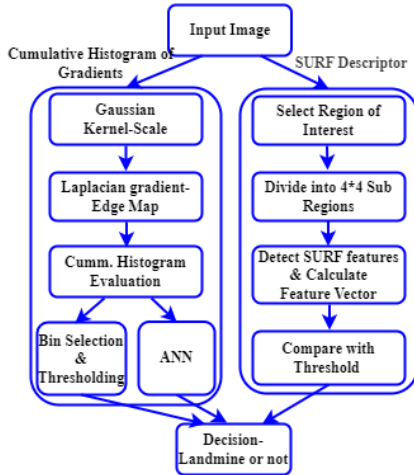 Input Image
Cumulative Histogram of
Gradients
SURF Descriptor
Gaussian
Kernel-Scale
Laplacian gradient-
Edge Map
Cumm. Histogram
Evaluation
Bin Selection
&
Thresholding
ANN
Select Region of
Interest
Divide into 4*4 Sub
Regions
Detect SURF features
& Calculate
Feature Vector
Compare with
Threshold
Decision-
Landmine or not